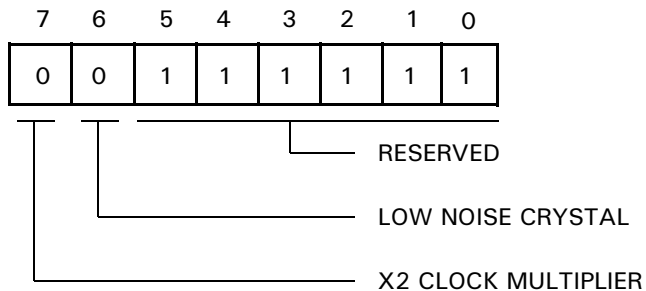 7 6 5 4 3 2 1 0
0 0 1 1 1 1 1 1
RESERVED
LOW NOISE CRYSTAL
X2 CLOCK MULTIPLIER